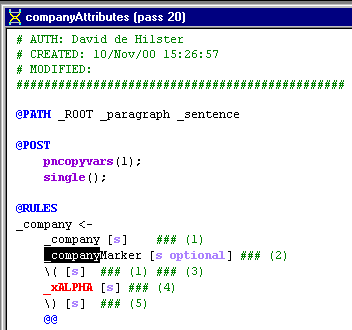 companyAttributes (pass 20)
# AUTH: David de Hilster
# CREATED: 10/Nov/00 15:26:57
# MODIFIED:
###########################################
@PATH _ROOT _paragraph _sentence
@POST
pncopyvars(1);
single();
@RULES
_company <-
_company [s] ### (1)
_companyMarker [s optional] ### (2)
\( [s] ### (1) ### (3)
_xALPHA [s] ### (4)
\) [s] ### (5)
@@